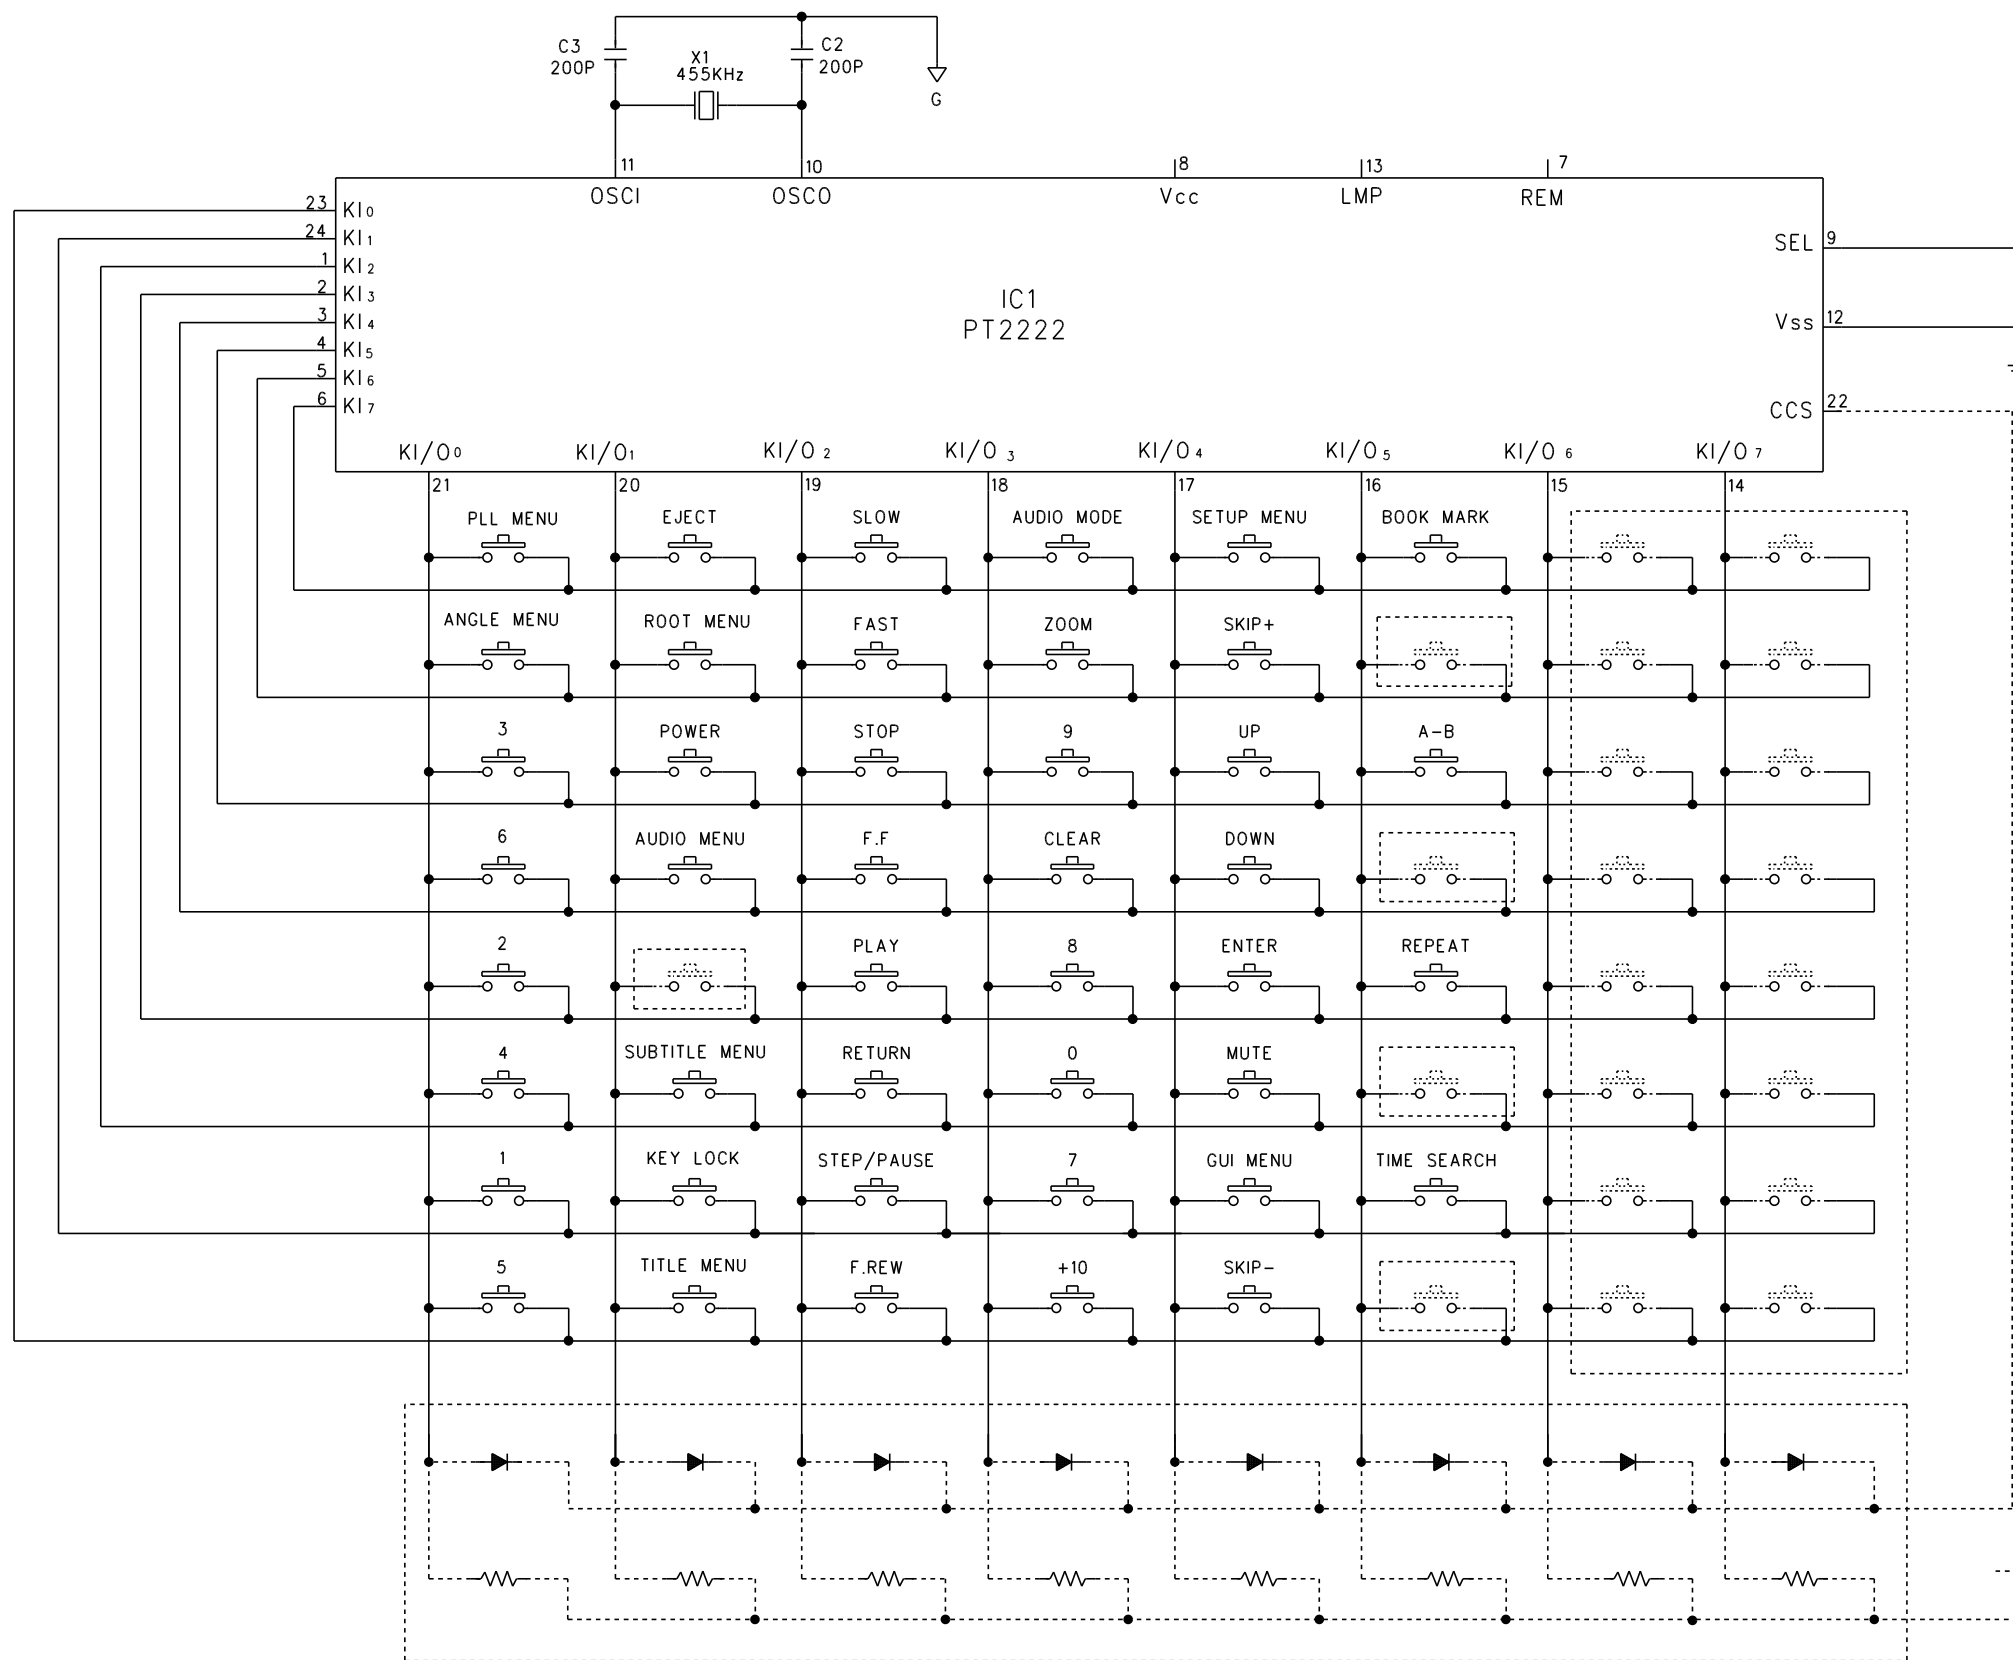 C3
200P
X1
455KHz
C2
200P
G
11
10
8
13
7
OSCI
OSCO
Vcc
LMP
REM
23 KI0
24 KI1
1 KI2
2 KI3
3 KI4
4 KI5
5 KI6
6 KI7
IC1
PT2222
SEL 9
Vss 12
CCS 22
KI/O0
KI/O1
KI/O2
KI/O3
KI/O4
KI/O5
KI/O6
KI/O7
21
20
19
18
17
16
15
14
PLL MENU
EJECT
SLOW
AUDIO MODE
SETUP MENU
BOOK MARK
ANGLE MENU
ROOT MENU
FAST
ZOOM
SKIP+
3
POWER
STOP
9
UP
A-B
6
AUDIO MENU
F.F
CLEAR
DOWN
2
PLAY
8
ENTER
REPEAT
4
SUBTITLE MENU
RETURN
0
MUTE
1
KEY LOCK
STEP/PAUSE
7
GUI MENU
TIME SEARCH
5
TITLE MENU
F.REW
+10
SKIP-